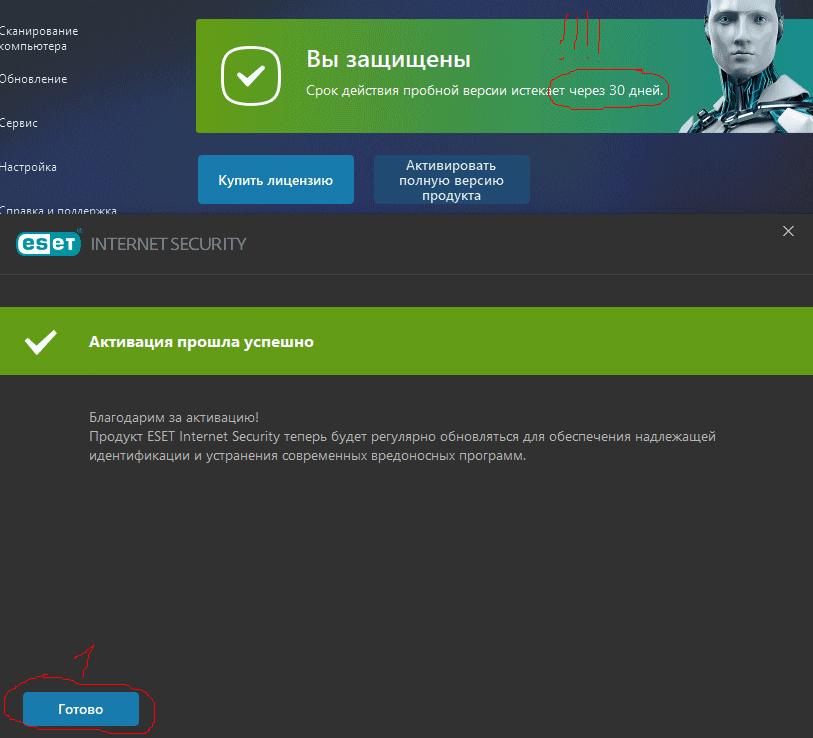 Сканирование
компьютера
Обновление
Сервис
Настройка
Справка и поддержка
Вы защищены
Срок действия пробной версии истекает через 30 дней.
Купить лицензию
Активировать
полную версию
продукта
eset INTERNET SECURITY
Активация прошла успешно
Благодарим за активацию!
Продукт ESET Internet Security теперь будет регулярно обновляться для обеспечения надлежащей
идентификации и устранения современных вредоносных программ.
1
Готово